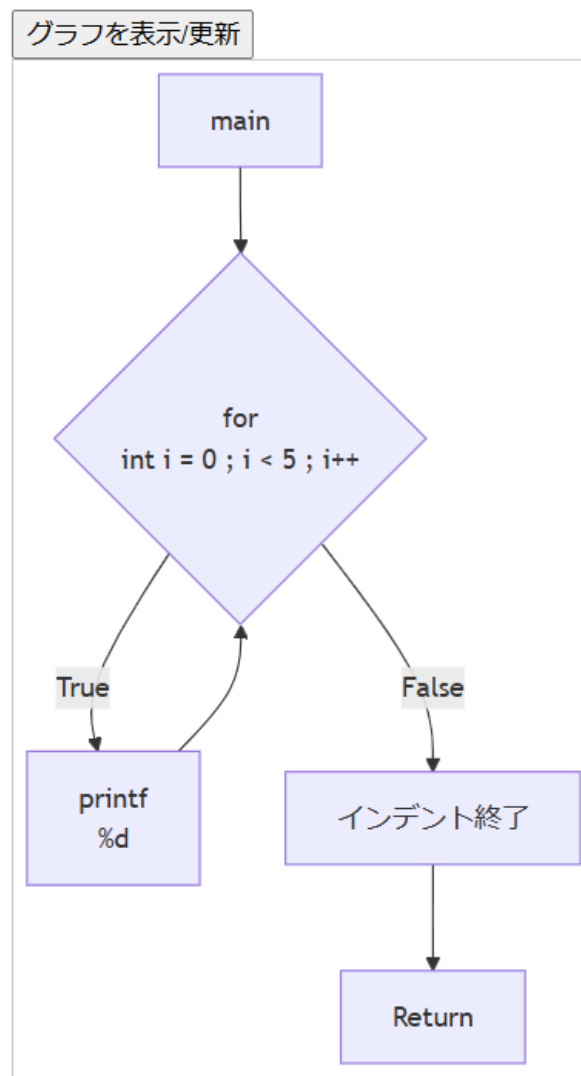 グラフを表示/更新
main
for
int i = 0 ; i < 5 ; i++
True
False
printf
%d
インデント終了
Return